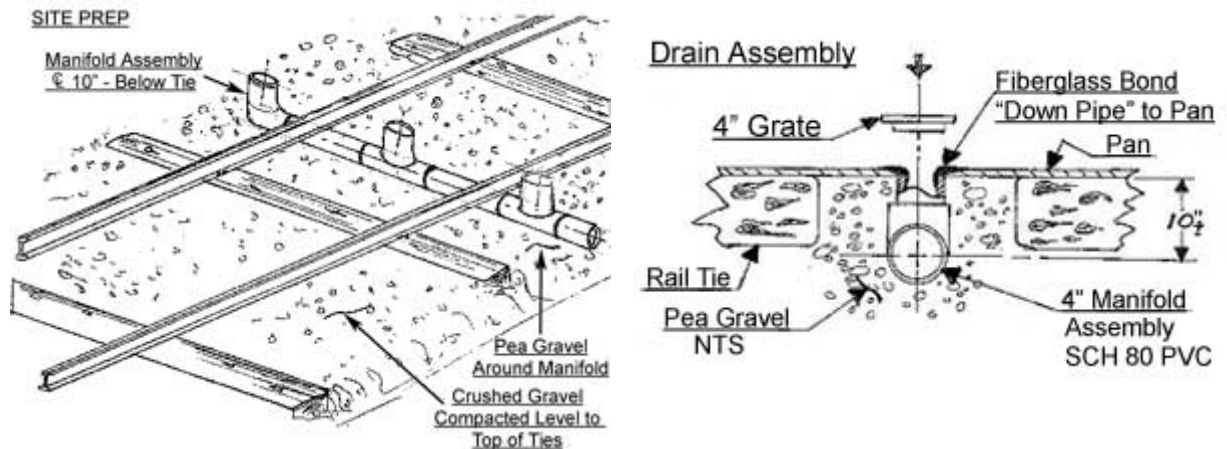 SITE PREP
Manifold Assembly
℄ 10" - Below Tie
Pea Gravel
Around Manifold
Crushed Gravel
Compacted Level to
Top of Ties
Drain Assembly
4" Grate
Fiberglass Bond
"Down Pipe" to Pan
Pan
10"
Rail Tie
Pea Gravel
NTS
4" Manifold
Assembly
SCH 80 PVC